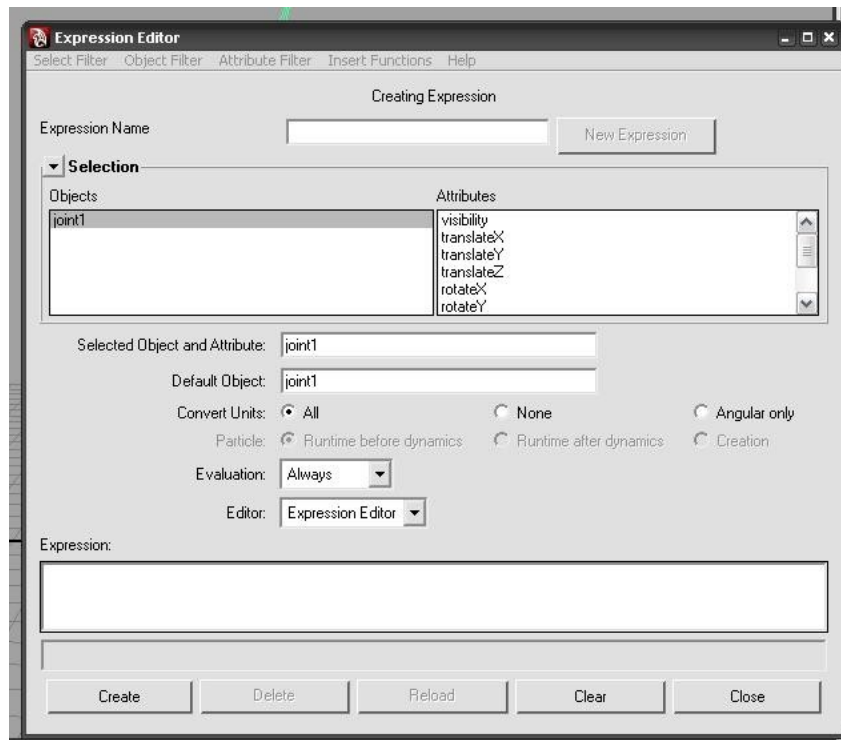 Expression Editor
Select Filter Object Filter Attribute Filter Insert Functions Help
Creating Expression
Expression Name
New Expression
Selection
Objects
Attributes
joint1
visibility
translateX
translateY
translateZ
rotateX
rotateY
Selected Object and Attribute: joint1
Default Object: joint1
Convert Units: All None Angular only
Particle: Runtime before dynamics Runtime after dynamics Creation
Evaluation: Always
Editor: Expression Editor
Expression:
Create Delete Reload Clear Close